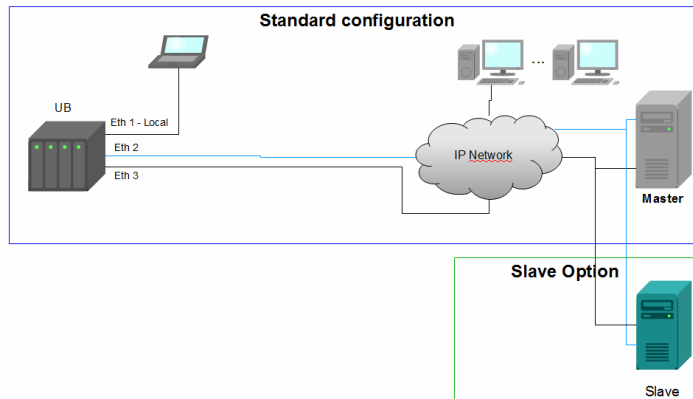 Standard configuration
...
UB
Eth 1 - Local
Eth 2
Eth 3
IP Network
Master
Slave Option
Slave